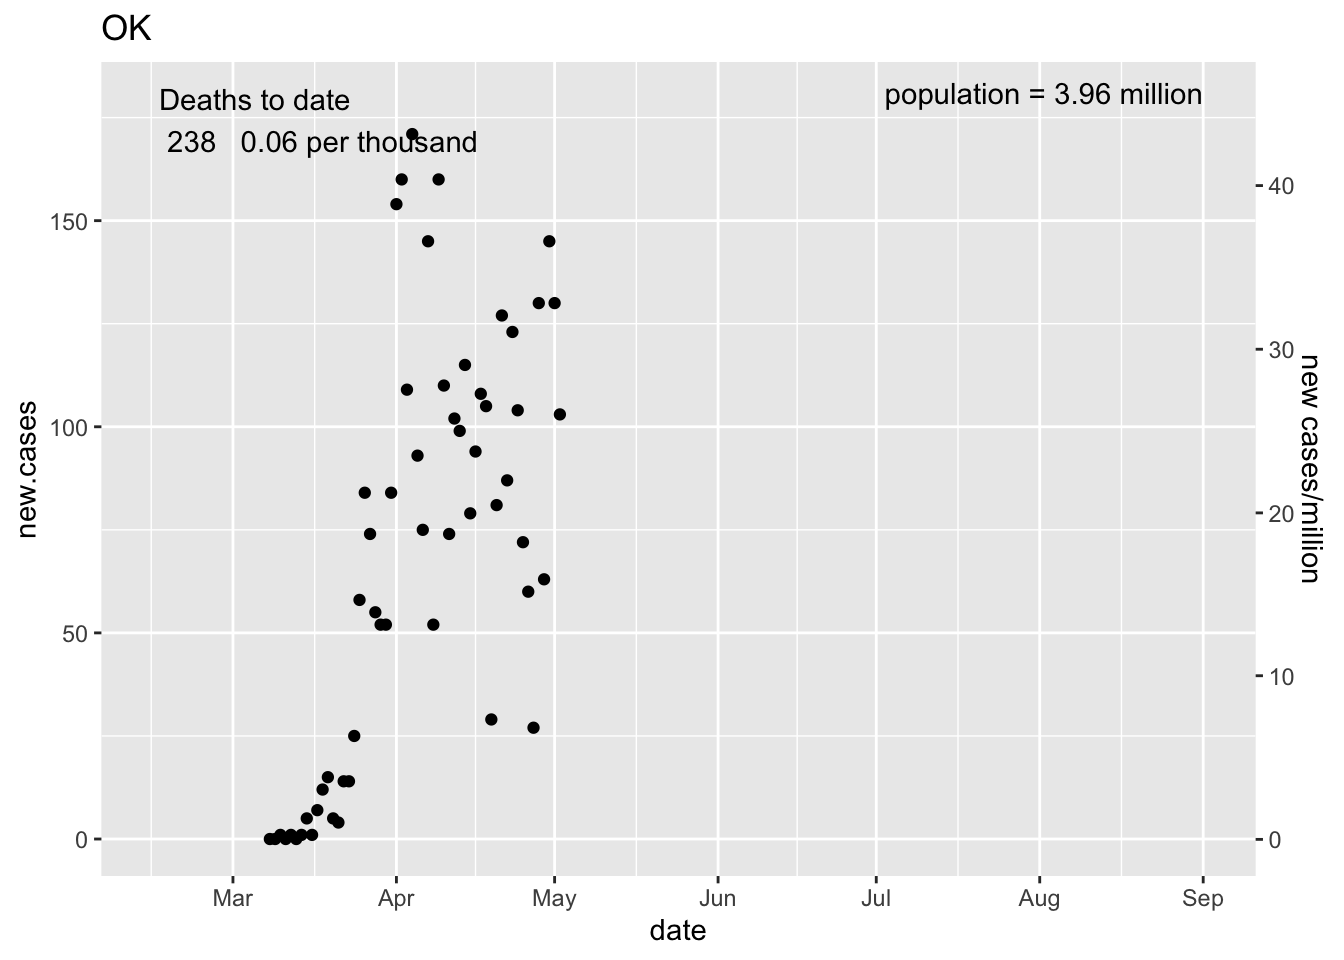 OK
Deaths to date
238 0.06 per thousand
population = 3.96 million
150
100
50
0
new.cases
40
30
20
10
0
new cases/million
Mar Apr May Jun Jul Aug Sep
date